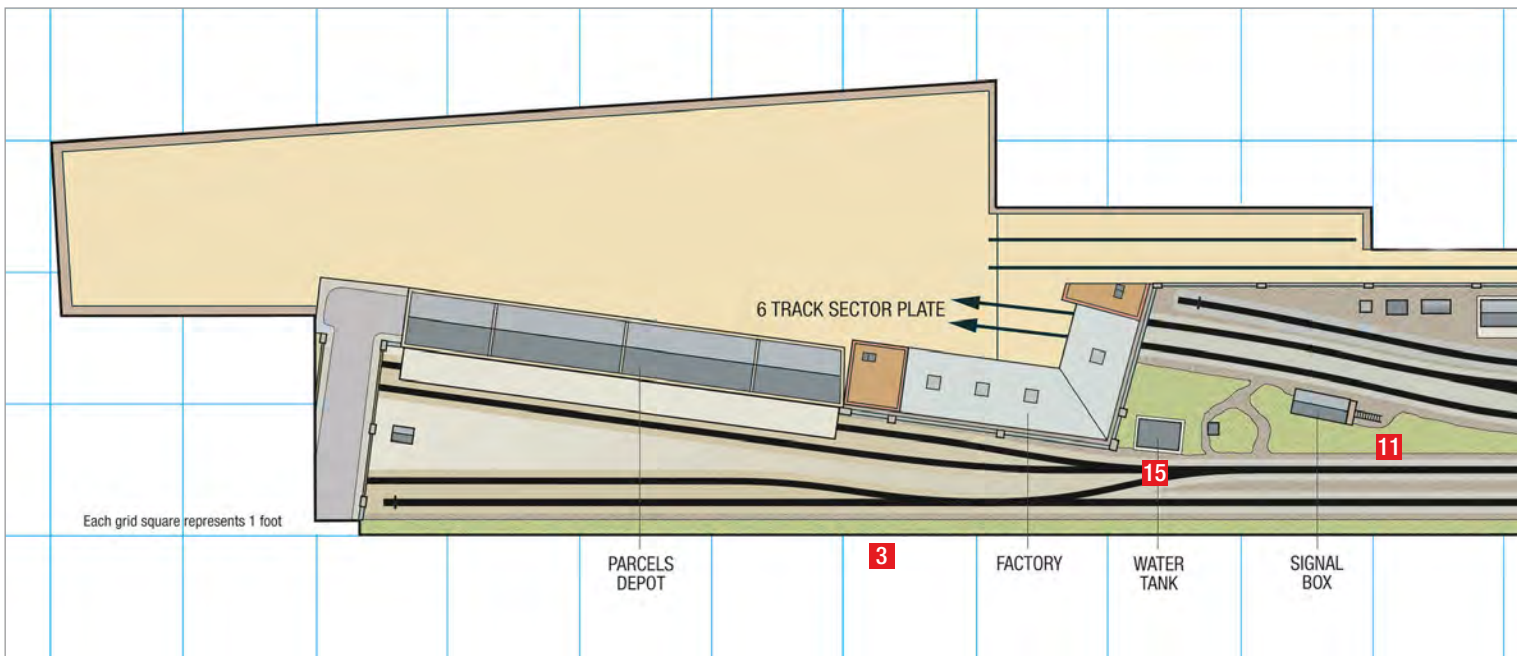 6 TRACK SECTOR PLATE
11
15
Each grid square represents 1 foot
3
PARCELS
DEPOT
FACTORY
WATER
TANK
SIGNAL
BOX